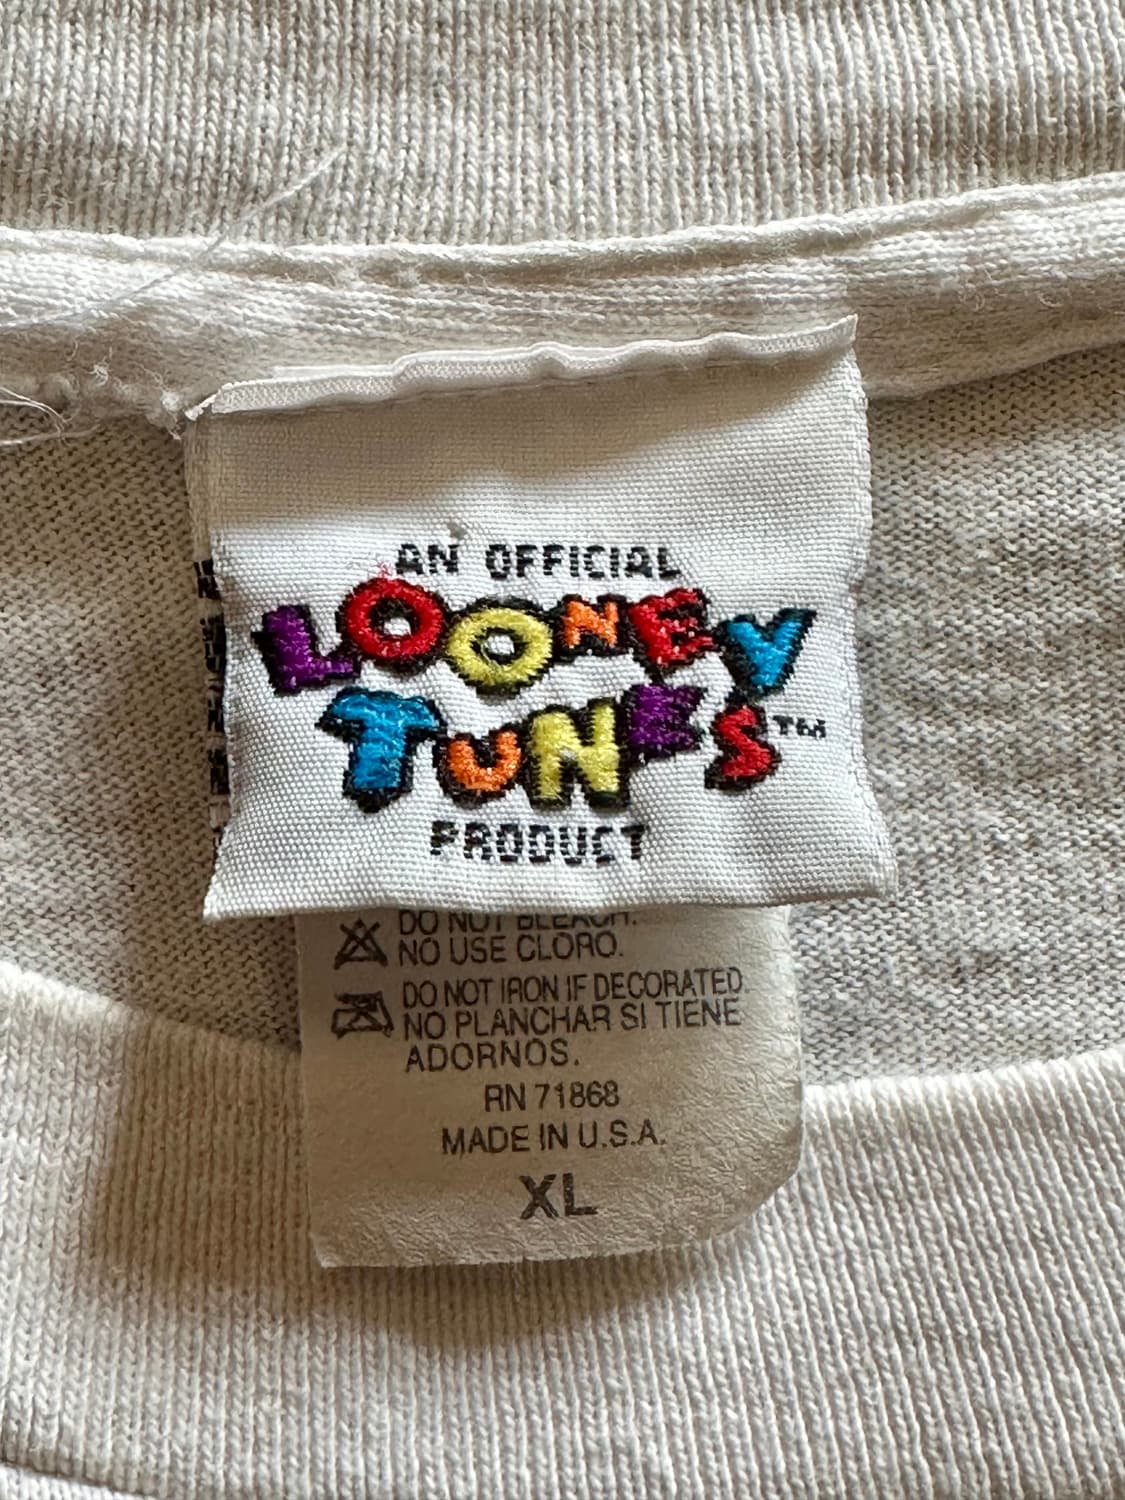 AN OFFICIAL
LOONEY
TUNES™
PRODUCT
DO NOT BLEACH.
NO USE CLORO.
DO NOT IRON IF DECORATED.
NO PLANCHAR SI TIENE
ADORNOS.
RN 71868
MADE IN U.S.A.
XL